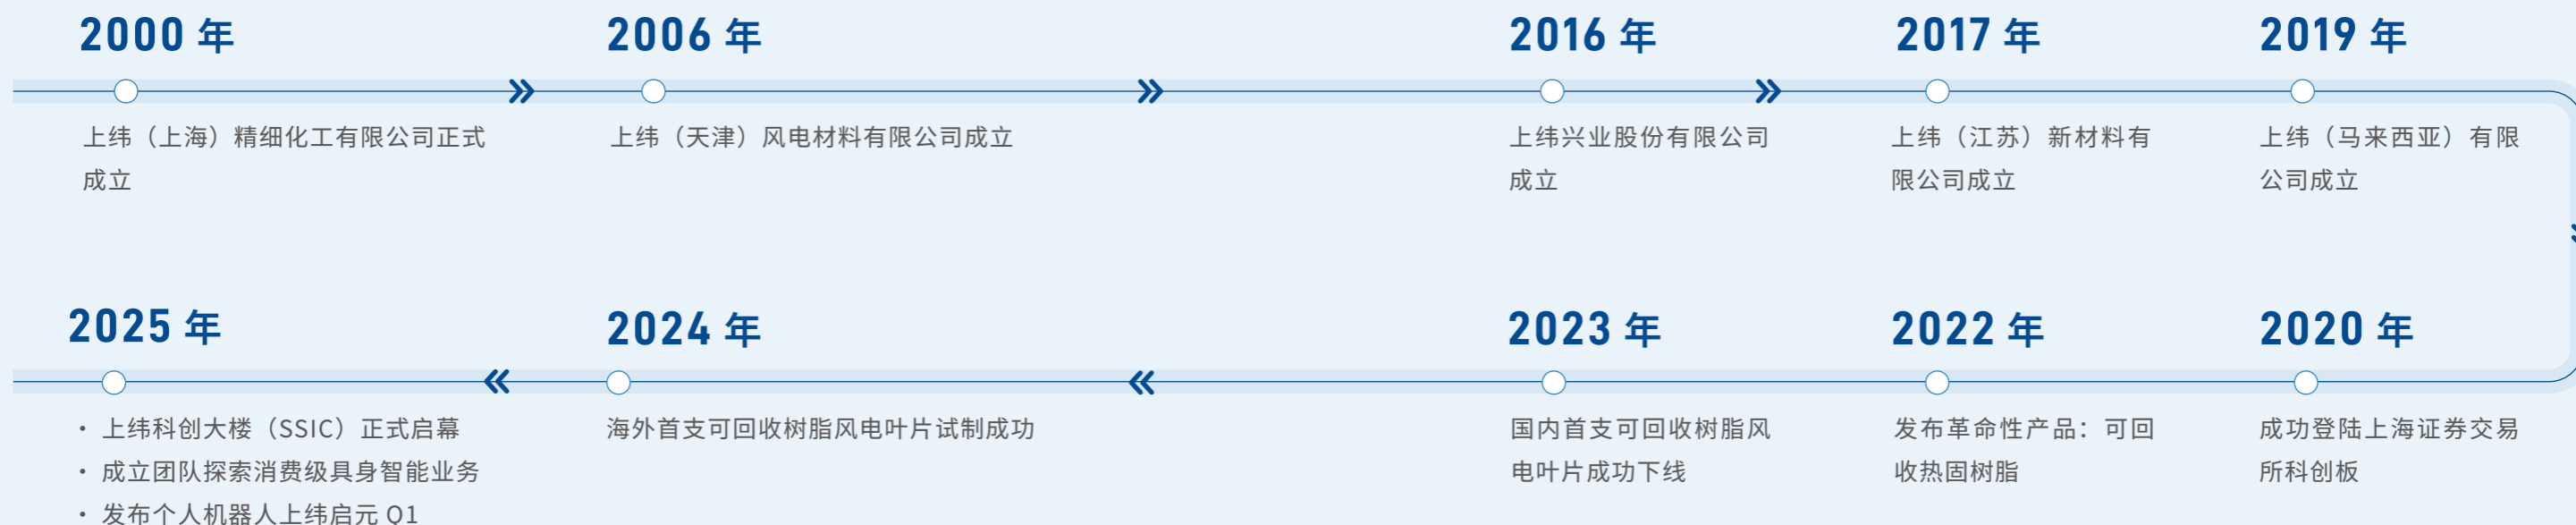 2000 年
上纬（上海）精细化工有限公司正式
成立
2006 年
上纬（天津）风电材料有限公司成立
2016 年
上纬兴业股份有限公司
成立
2017 年
上纬（江苏）新材料有
限公司成立
2019 年
上纬（马来西亚）有限
公司成立
2020 年
成功登陆上海证券交易
所科创板
2022 年
发布革命性产品：可回
收热固树脂
2023 年
国内首支可回收树脂风
电叶片成功下线
2024 年
海外首支可回收树脂风电叶片试制成功
2025 年
・ 上纬科创大楼（SSIC）正式启幕
・ 成立团队探索消费级具身智能业务
・ 发布个人机器人上纬启元 Q1